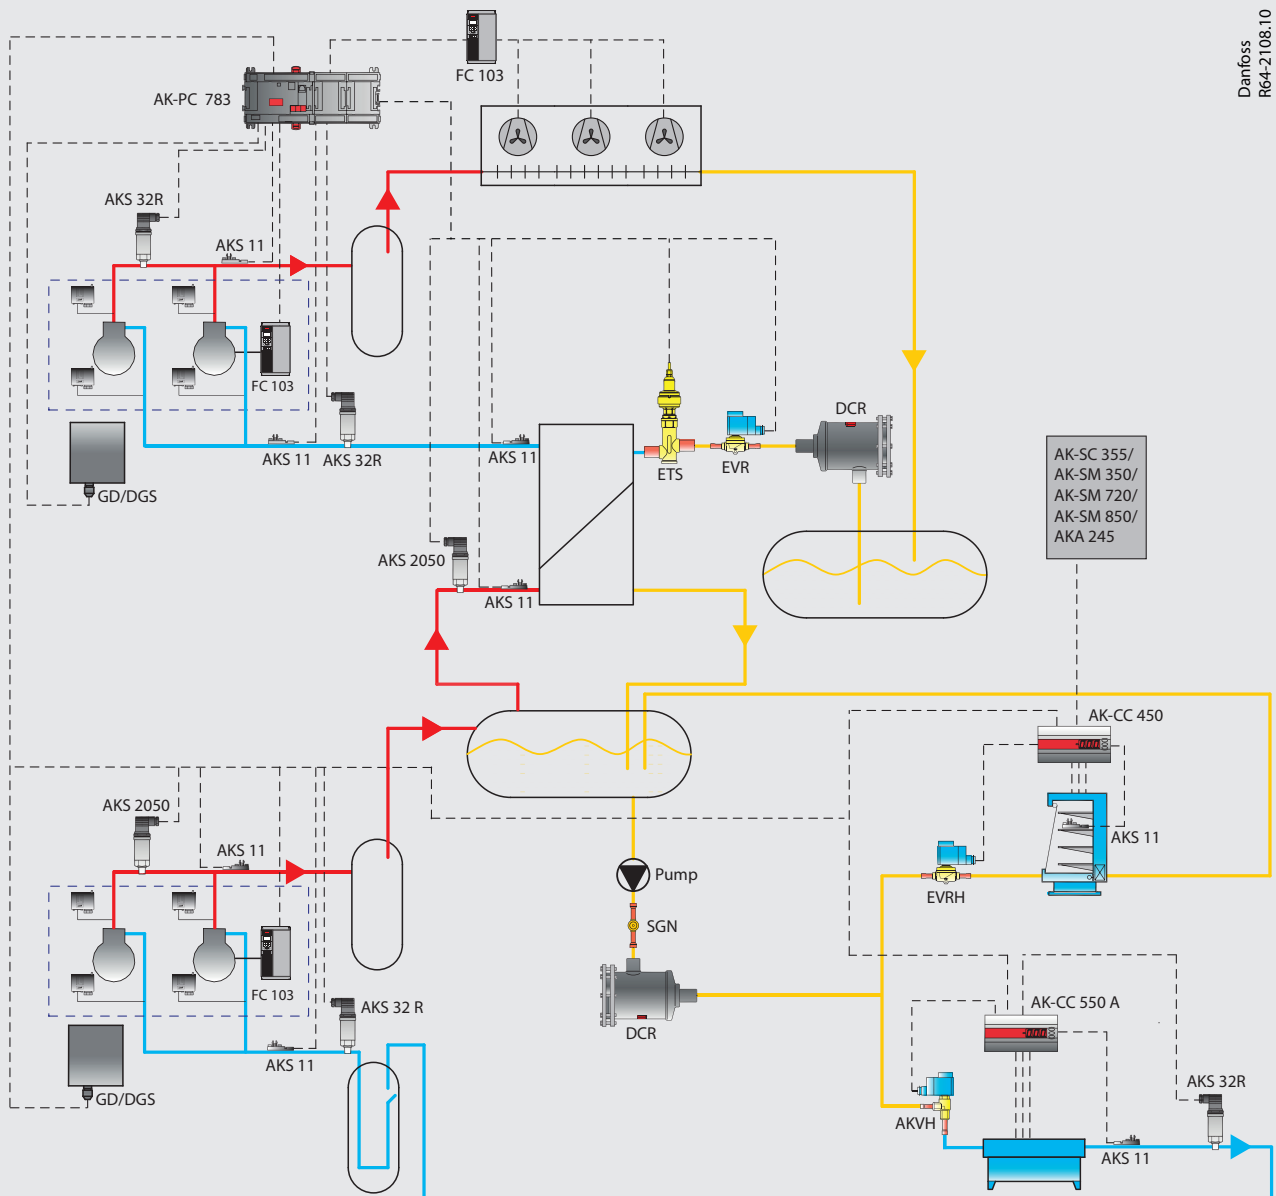 Danfoss
R64-2108.10
FC 103
AK-PC 783
AKS 32R
AKS 11
FC 103
AKS 11
AKS 32R
AKS 11
ETS
EVR
DCR
GD/DGS
AK-SC 355/
AK-SM 350/
AK-SM 720/
AK-SM 850/
AKA 245
AKS 2050
AKS 11
AK-CC 450
AKS 2050
AKS 11
AKS 11
Pump
EVRH
SGN
FC 103
AKS 32 R
AK-CC 550 A
DCR
AKS 11
AKS 32R
GD/DGS
AKVH
AKS 11